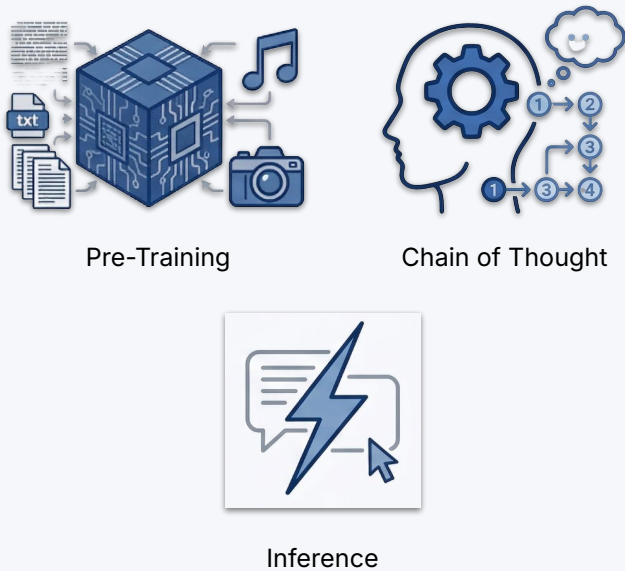 txt
1 2
3
1 3 4
Pre-Training
Chain of Thought
Inference